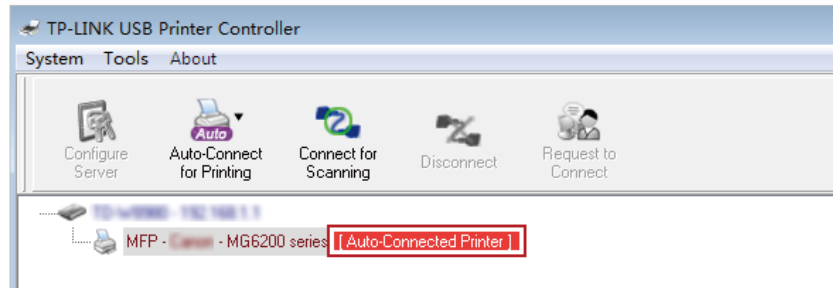 TP-LINK USB Printer Controller
System Tools About
Auto
Configure Server
Auto-Connect for Printing
Connect for Scanning
Disconnect
Request to Connect
MFP - - MG6200 series [ Auto-Connected Printer ]